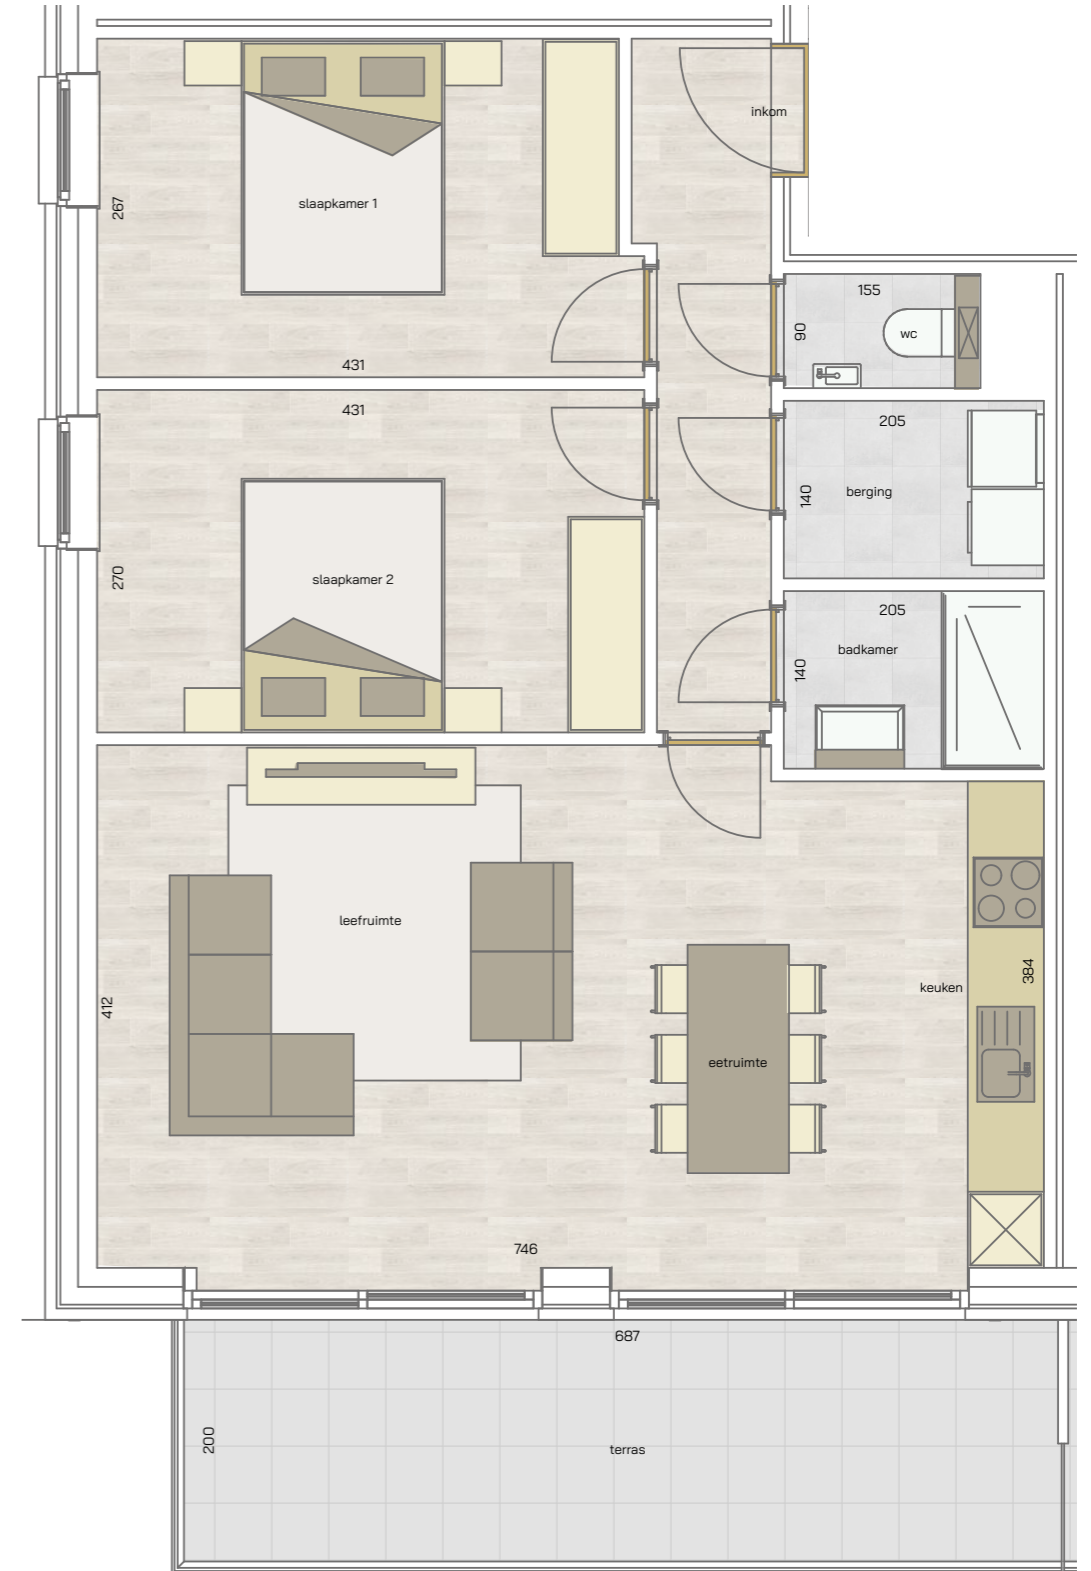 inkom
267
slaapkamer 1
155
90
wc
431
431
205
140
berging
270
slaapkamer 2
205
140
badkamer
leefruimte
412
keuken
384
eetruimte
746
687
200
terras